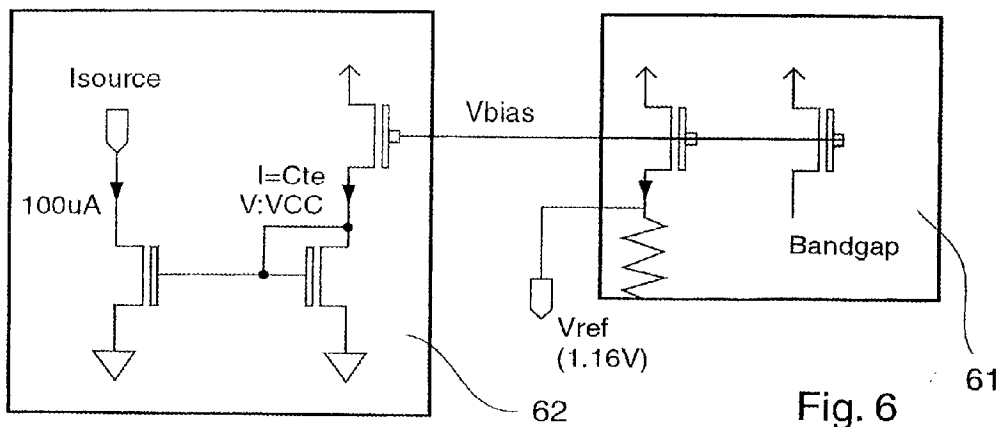 Isource
100uA
I=Cte
V:VCC
Vbias
Bandgap
Vref
(1.16V)
62
61
Fig. 6